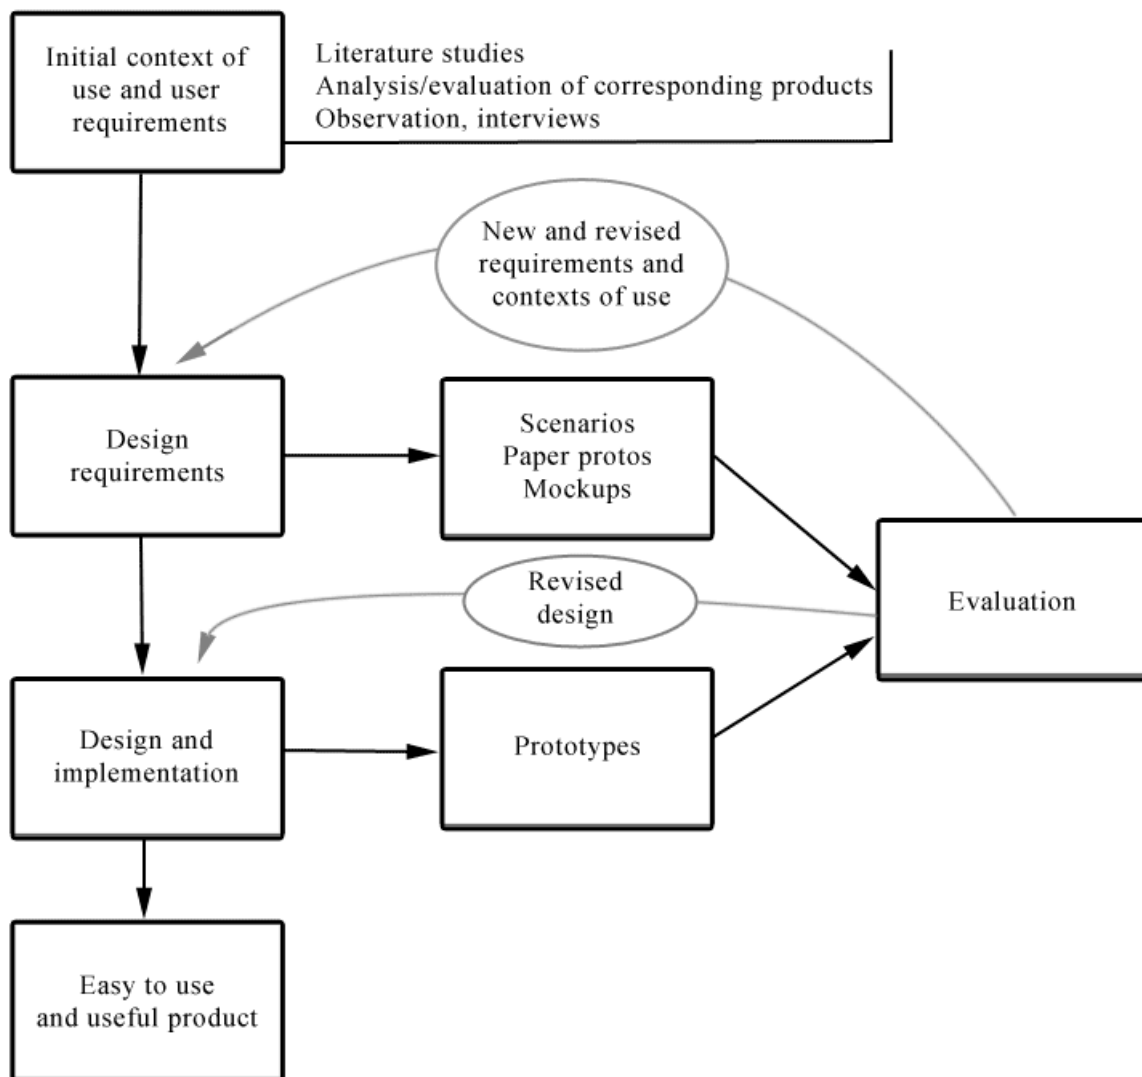 Initial context of
use and user
requirements
Literature studies
Analysis/evaluation of corresponding products
Observation, interviews
New and revised
requirements and
contexts of use
Design
requirements
Scenarios
Paper protos
Mockups
Revised
design
Evaluation
Design and
implementation
Prototypes
Easy to use
and useful product